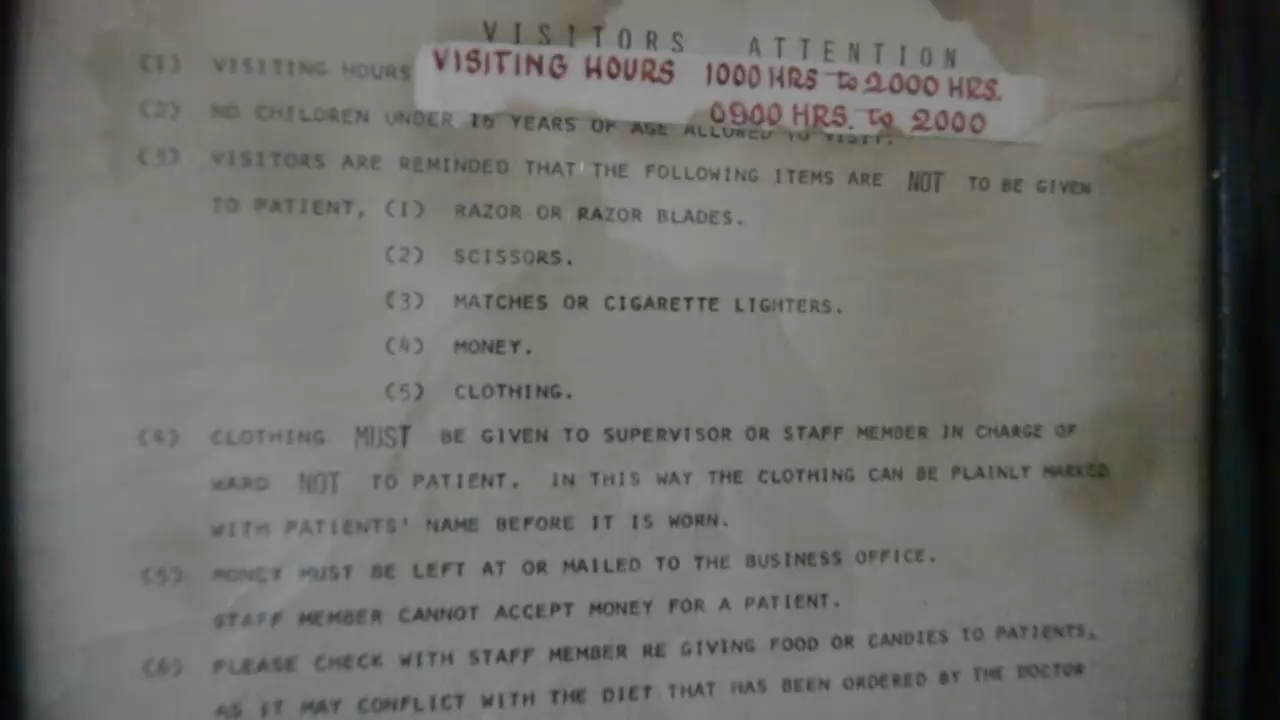 VISITORS ATTENTION
(1) VISITING HOURS VISITING HOURS 1000 HRS to 2000 HRS.
0900 HRS. to 2000
(2) NO CHILDREN UNDER 16 YEARS OF AGE ALLOWED TO VISIT.
(3) VISITORS ARE REMINDED THAT THE FOLLOWING ITEMS ARE NOT TO BE GIVEN
TO PATIENT, (1) RAZOR OR RAZOR BLADES.
(2) SCISSORS.
(3) MATCHES OR CIGARETTE LIGHTERS.
(4) MONEY.
(5) CLOTHING.
(4) CLOTHING MUST BE GIVEN TO SUPERVISOR OR STAFF MEMBER IN CHARGE OF
WARD NOT TO PATIENT. IN THIS WAY THE CLOTHING CAN BE PLAINLY MARKED
WITH PATIENTS' NAME BEFORE IT IS WORN.
(5) MONEY MUST BE LEFT AT OR MAILED TO THE BUSINESS OFFICE.
STAFF MEMBER CANNOT ACCEPT MONEY FOR A PATIENT.
(6) PLEASE CHECK WITH STAFF MEMBER RE GIVING FOOD OR CANDIES TO PATIENTS,
AS IT MAY CONFLICT WITH THE DIET THAT HAS BEEN ORDERED BY THE DOCTOR